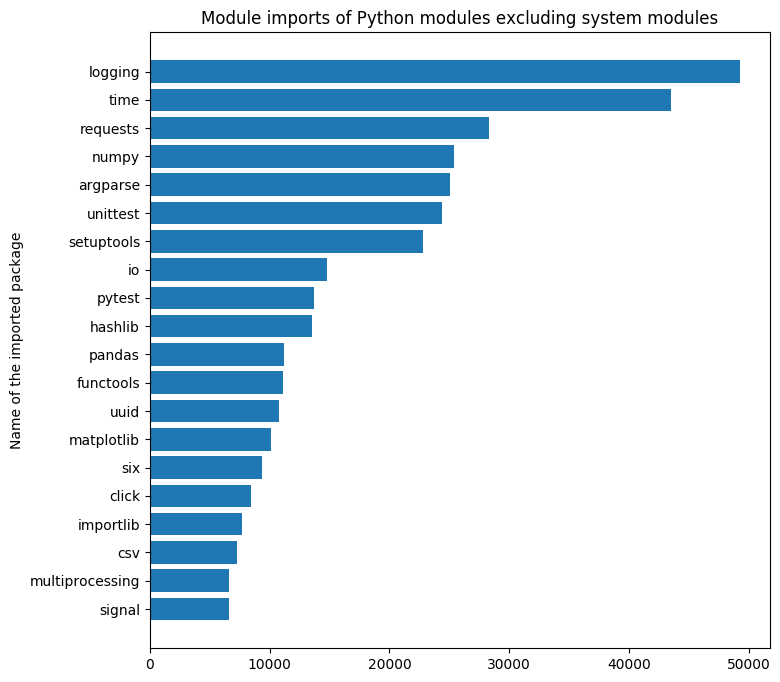 Module imports of Python modules excluding system modules
Name of the imported package
logging
time
requests
numpy
argparse
unittest
setuptools
io
pytest
hashlib
pandas
functools
uuid
matplotlib
six
click
importlib
csv
multiprocessing
signal
0 10000 20000 30000 40000 50000